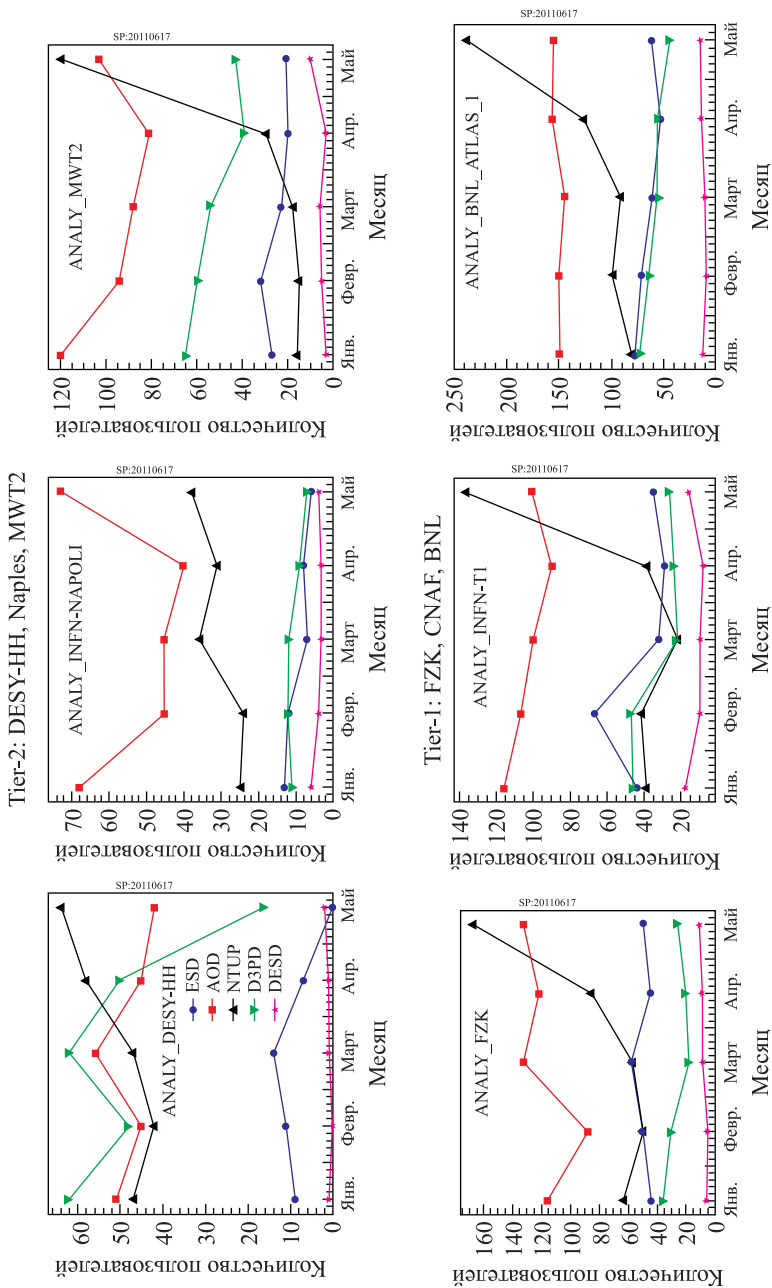 Tier-2: DESY-HH, Naples, MWT2
SP:20110617
Количество пользователей
60
50
40
30
20
10
0
ANALY_DESY-HH
ESD
AOD
NTUP
D3PD
DESD
Янв.
Февр.
Март
Апр.
Май
Месяц
SP:20110617
Количество пользователей
70
60
50
40
30
20
10
0
ANALY_INFN-NAPOLI
Янв.
Февр.
Март
Апр.
Май
Месяц
SP:20110617
Количество пользователей
120
100
80
60
40
20
0
ANALY_MWT2
Янв.
Февр.
Март
Апр.
Май
Месяц
Tier-1: FZK, CNAF, BNL
SP:20110617
Количество пользователей
160
140
120
100
80
60
40
20
0
ANALY_FZK
Янв.
Февр.
Март
Апр.
Май
Месяц
SP:20110617
Количество пользователей
140
120
100
80
60
40
20
0
ANALY_INFN-T1
Янв.
Февр.
Март
Апр.
Май
Месяц
SP:20110617
Количество пользователей
250
200
150
100
50
0
ANALY_BNL_ATLAS_1
Янв.
Февр.
Март
Апр.
Май
Месяц